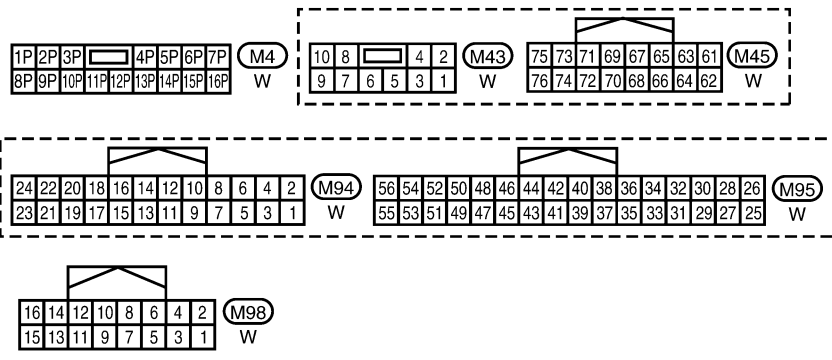 1P 2P 3P 4P 5P 6P 7P M4
8P 9P 10P 11P 12P 13P 14P 15P 16P W
10 8 4 2 M43
9 7 6 5 3 1 W
75 73 71 69 67 65 63 61 M45
76 74 72 70 68 66 64 62 W
24 22 20 18 16 14 12 10 8 6 4 2 M94
23 21 19 17 15 13 11 9 7 5 3 1 W
56 54 52 50 48 46 44 42 40 38 36 34 32 30 28 26 M95
55 53 51 49 47 45 43 41 39 37 35 33 31 29 27 25 W
16 14 12 10 8 6 4 2 M98
15 13 11 9 7 5 3 1 W